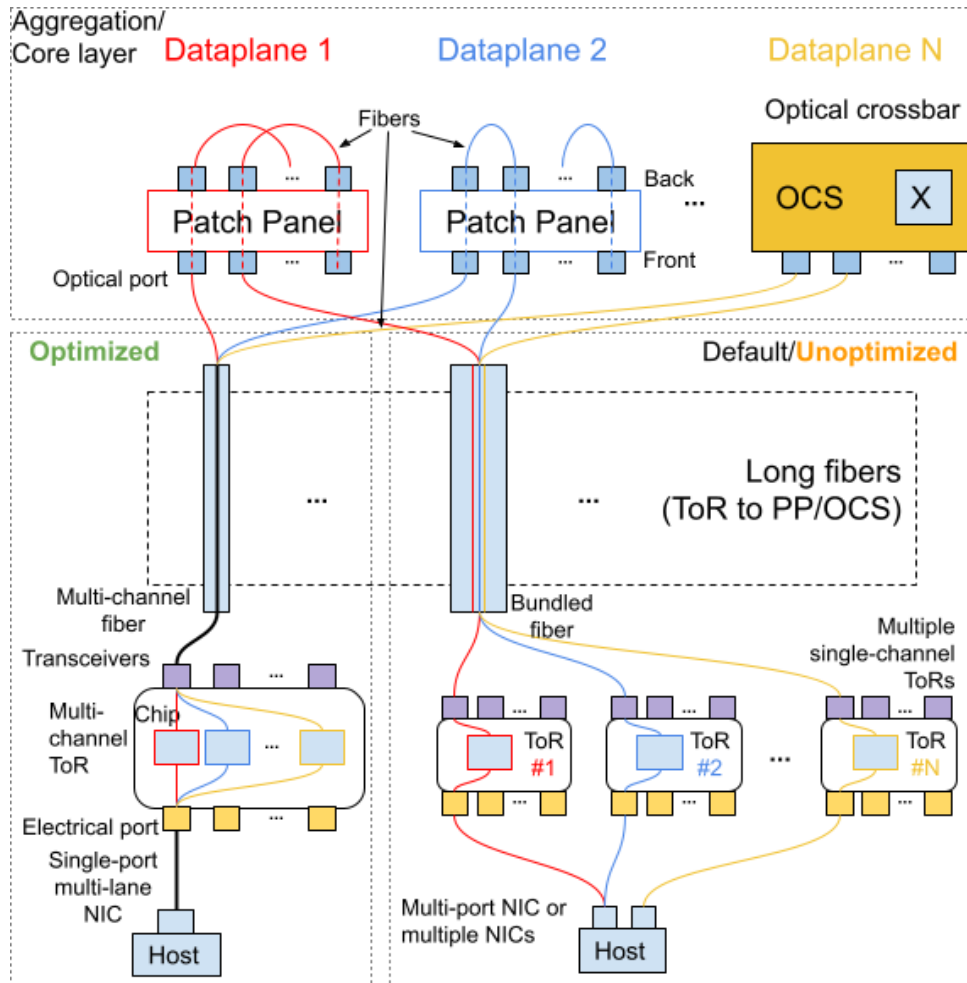 Aggregation/
Core layer
Dataplane 1
Dataplane 2
Dataplane N
Optical crossbar
Fibers
...
...
Back
...
OCS
X
Patch Panel
Patch Panel
Front
Optical port
...
...
...
Optimized
Default/Unoptimized
Long fibers
(ToR to PP/OCS)
...
...
Multi-channel
fiber
Bundled
fiber
Transceivers
...
Multiple
single-channel
ToRs
Multi-
channel
ToR
Chip
...
...
...
...
ToR
#1
ToR
#2
...
ToR
#N
Electrical port
...
...
...
...
Single-port
multi-lane
NIC
Multi-port NIC or
multiple NICs
Host
Host